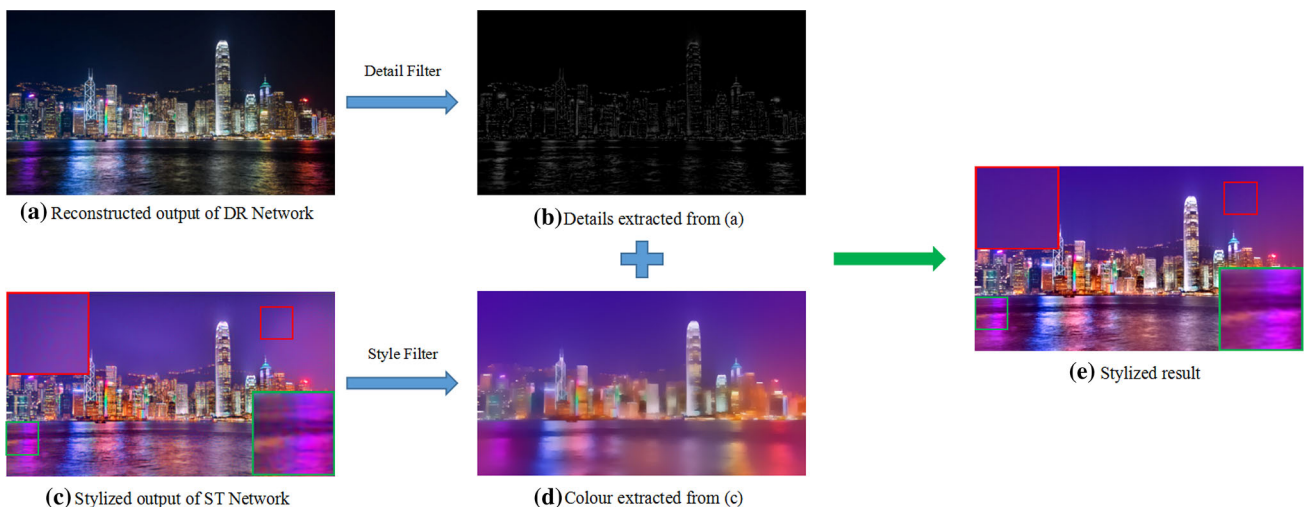 Detail Filter
(a) Reconstructed output of DR Network
(b) Details extracted from (a)
Style Filter
(c) Stylized output of ST Network
(d) Colour extracted from (c)
(e) Stylized result